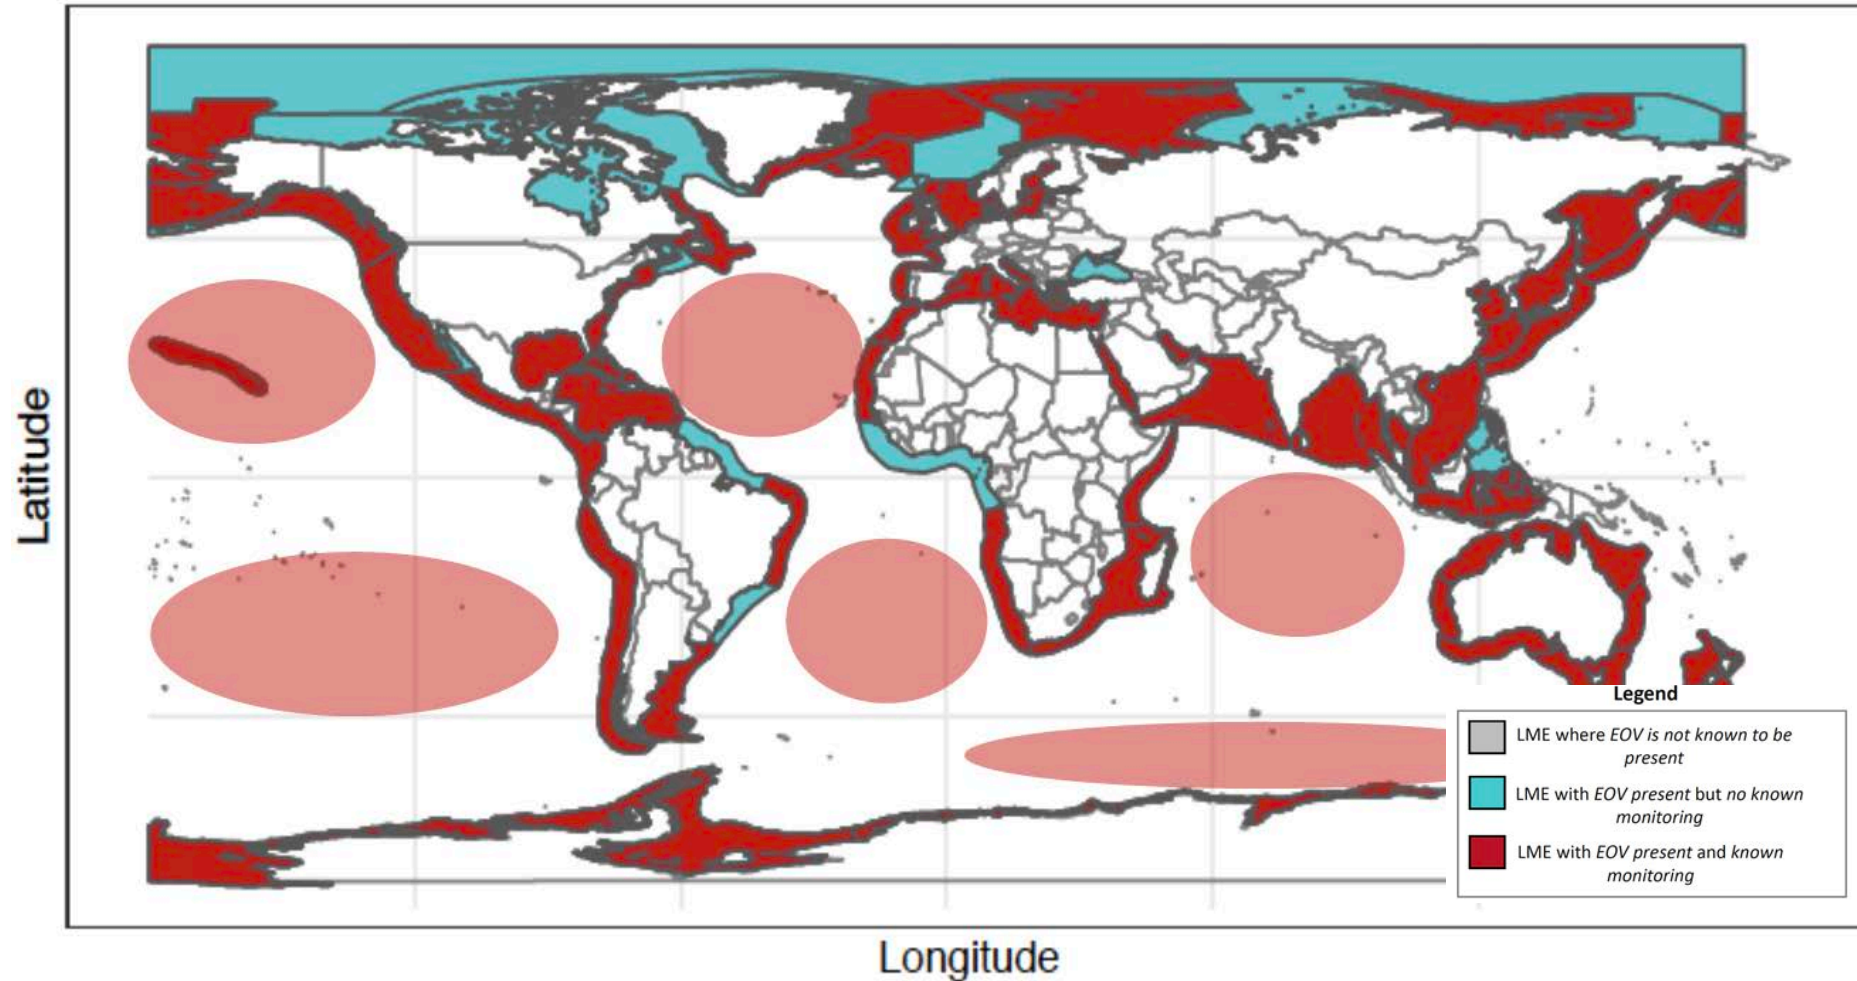 Latitude
Legend
LME where EOV is not known to be
present
LME with EOV present but no known
monitoring
LME with EOV present and known
monitoring
Longitude